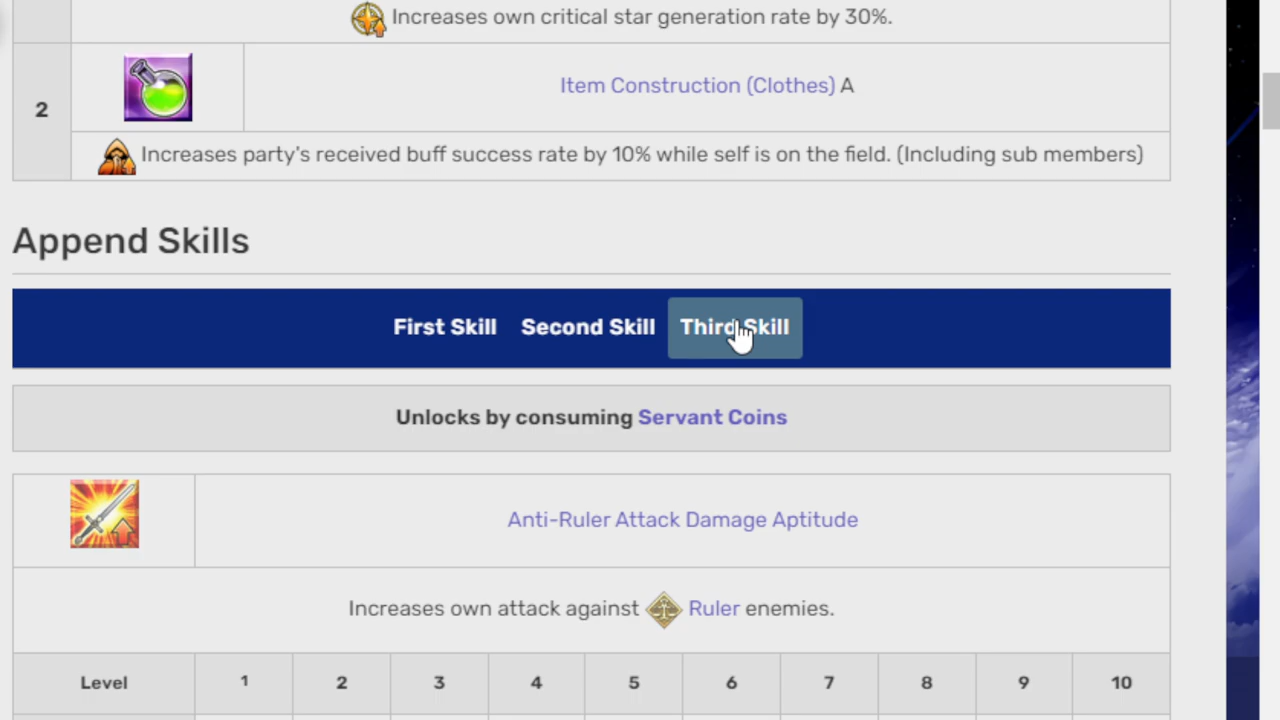 Increases own critical star generation rate by 30%.
2
Item Construction (Clothes) A
Increases party's received buff success rate by 10% while self is on the field. (Including sub members)
Append Skills
First Skill Second Skill Third Skill
Unlocks by consuming Servant Coins
Anti-Ruler Attack Damage Aptitude
Increases own attack against Ruler enemies.
Level 1 2 3 4 5 6 7 8 9 10